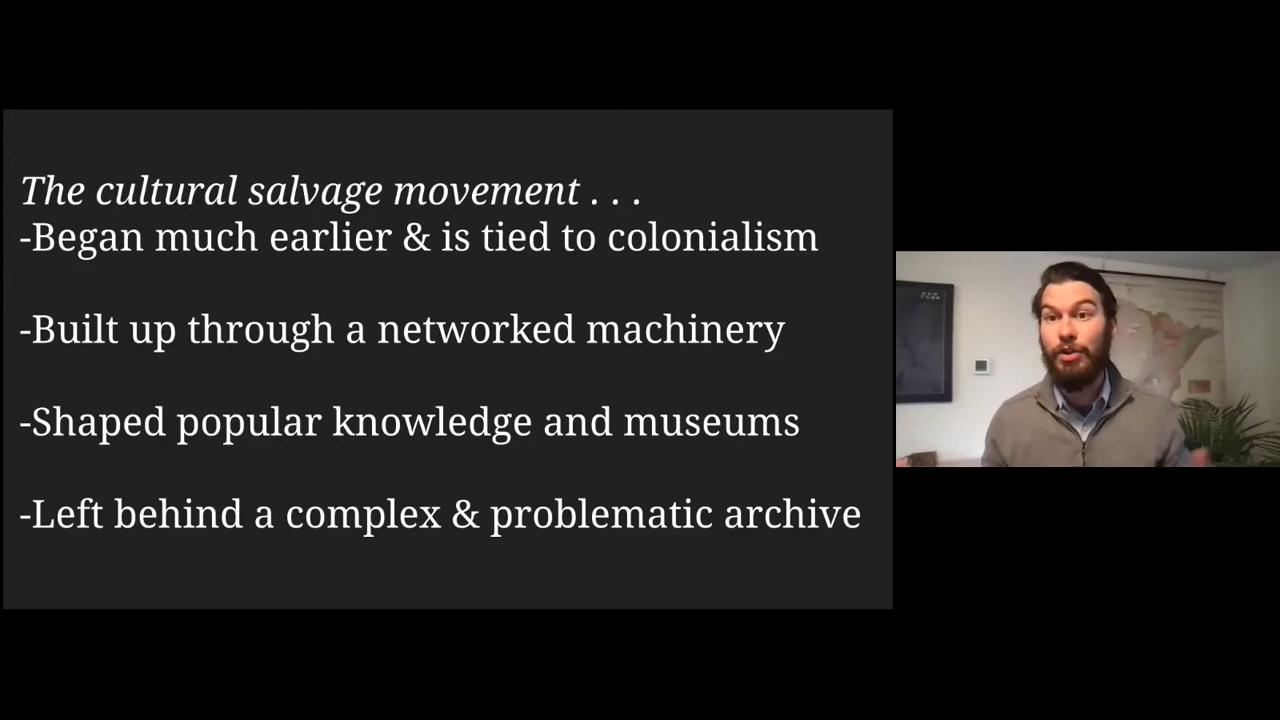 The cultural salvage movement . . .
-Began much earlier & is tied to colonialism
-Built up through a networked machinery
-Shaped popular knowledge and museums
-Left behind a complex & problematic archive